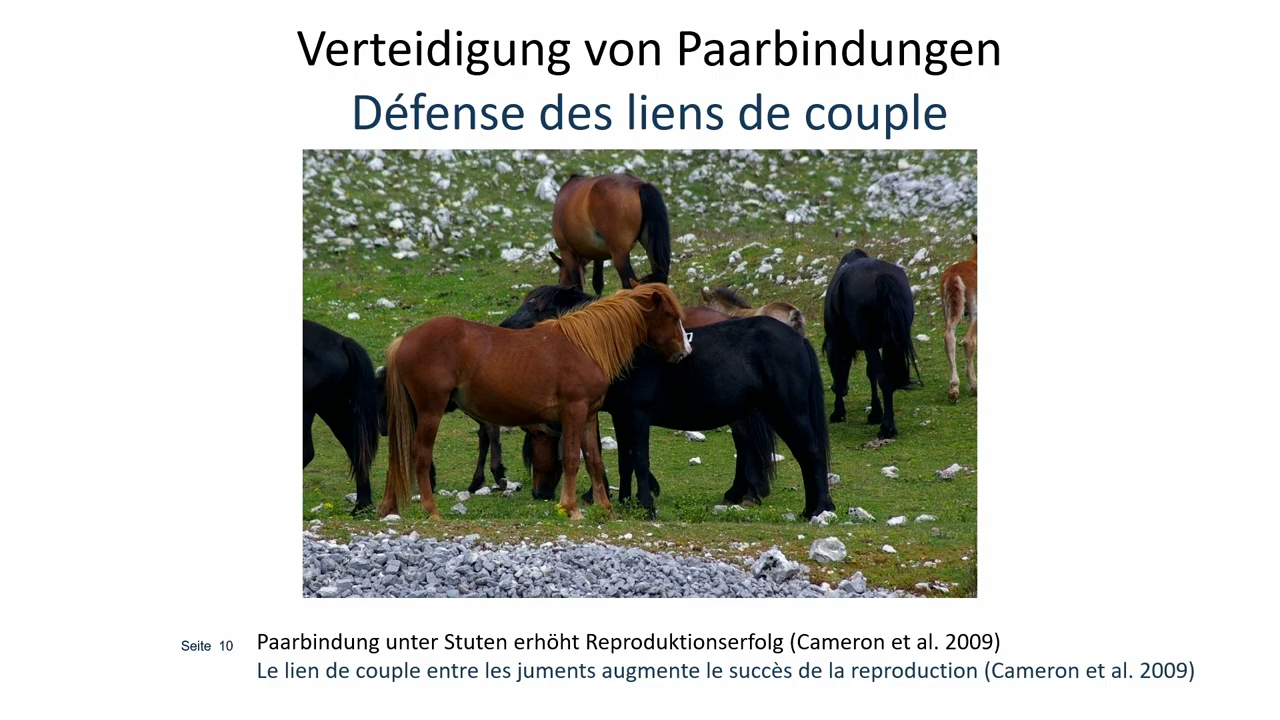 Verteidigung von Paarbindungen
Défense des liens de couple
Seite 10
Paarbindung unter Stuten erhöht Reproduktionserfolg (Cameron et al. 2009)
Le lien de couple entre les juments augmente le succès de la reproduction (Cameron et al. 2009)